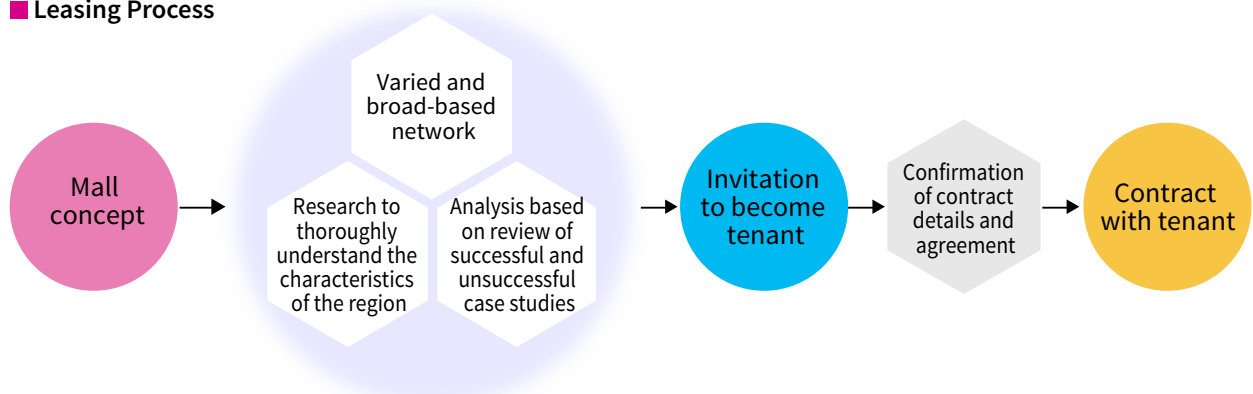 Leasing Process
Mall
concept
Varied and
broad-based
network
Research to
thoroughly
understand the
characteristics
of the region
Analysis based
on review of
successful and
unsuccessful
case studies
Invitation
to become
tenant
Confirmation
of contract
details and
agreement
Contract
with tenant